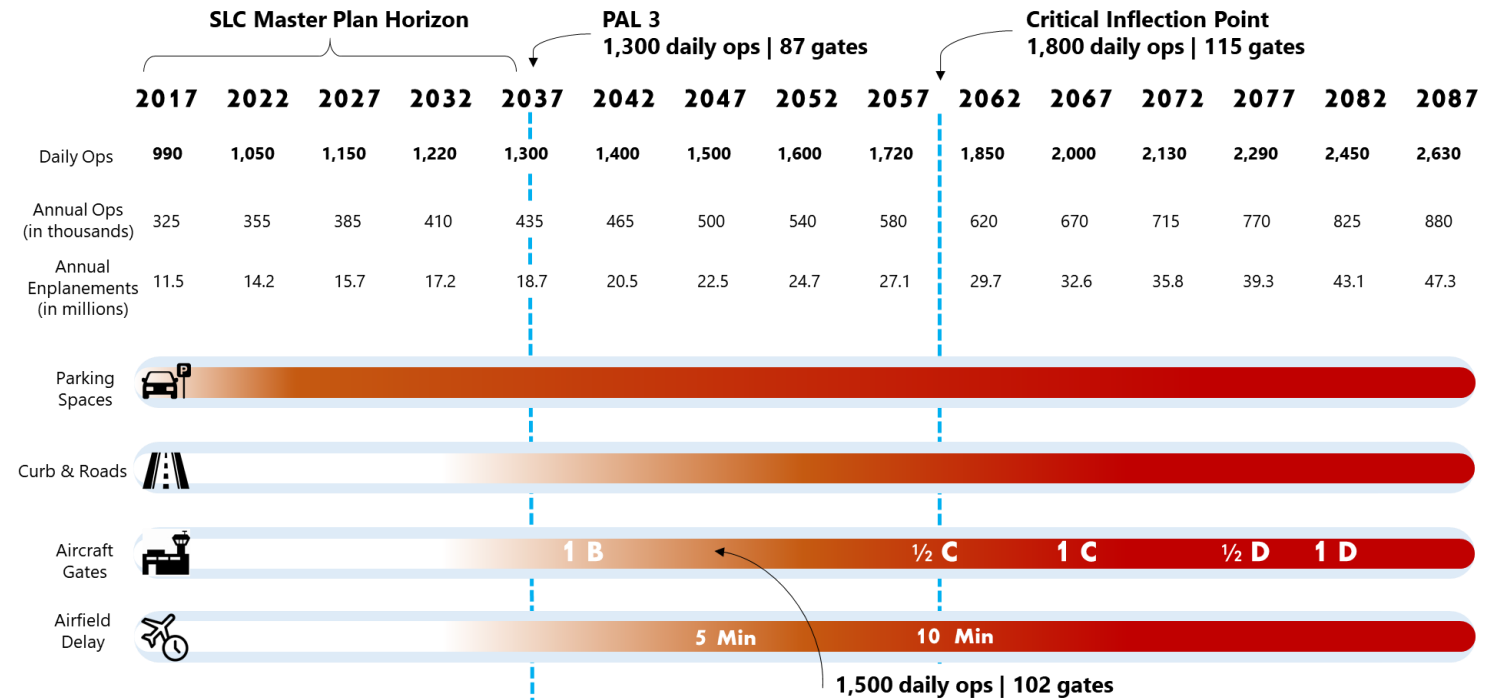 SLC Master Plan Horizon
PAL 3
1,300 daily ops | 87 gates
Critical Inflection Point
1,800 daily ops | 115 gates
2017 2022 2027 2032 2037 2042 2047 2052 2057 2062 2067 2072 2077 2082 2087
Daily Ops 990 1,050 1,150 1,220 1,300 1,400 1,500 1,600 1,720 1,850 2,000 2,130 2,290 2,450 2,630
Annual Ops
(in thousands) 325 355 385 410 435 465 500 540 580 620 670 715 770 825 880
Annual
Enplanements
(in millions) 11.5 14.2 15.7 17.2 18.7 20.5 22.5 24.7 27.1 29.7 32.6 35.8 39.3 43.1 47.3
Parking
Spaces
P
Curb & Roads
Aircraft
Gates
1 B ½ C 1 C ½ D 1 D
Airfield
Delay
5 Min 10 Min
1,500 daily ops | 102 gates